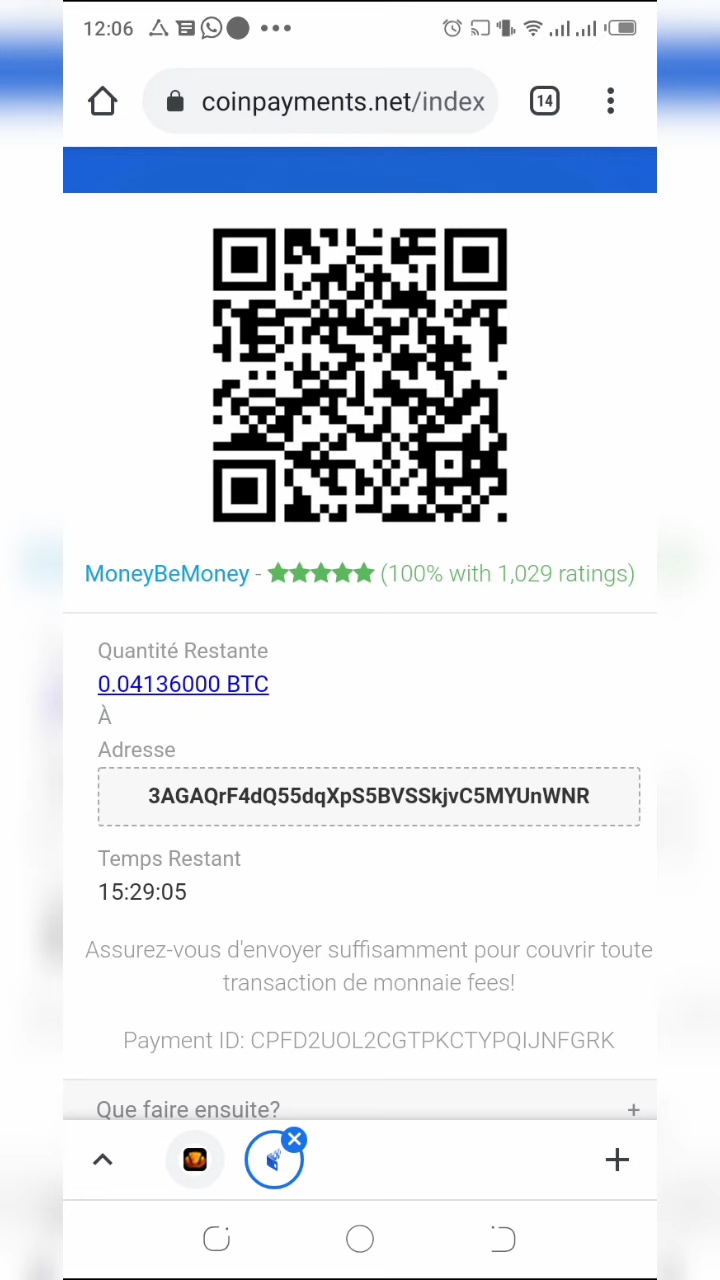 12:06
coinpayments.net/index
14
MoneyBeMoney - ★★★★★ (100% with 1,029 ratings)
Quantité Restante
0.04136000 BTC
À
Adresse
3AGAQrF4dQ55dqXpS5BVSSkjvC5MYUnWNR
Temps Restant
15:29:05
Assurez-vous d'envoyer suffisamment pour couvrir toute
transaction de monnaie fees!
Payment ID: CPFD2UOL2CGTPKCTYPQIJNFGRK
Que faire ensuite? +